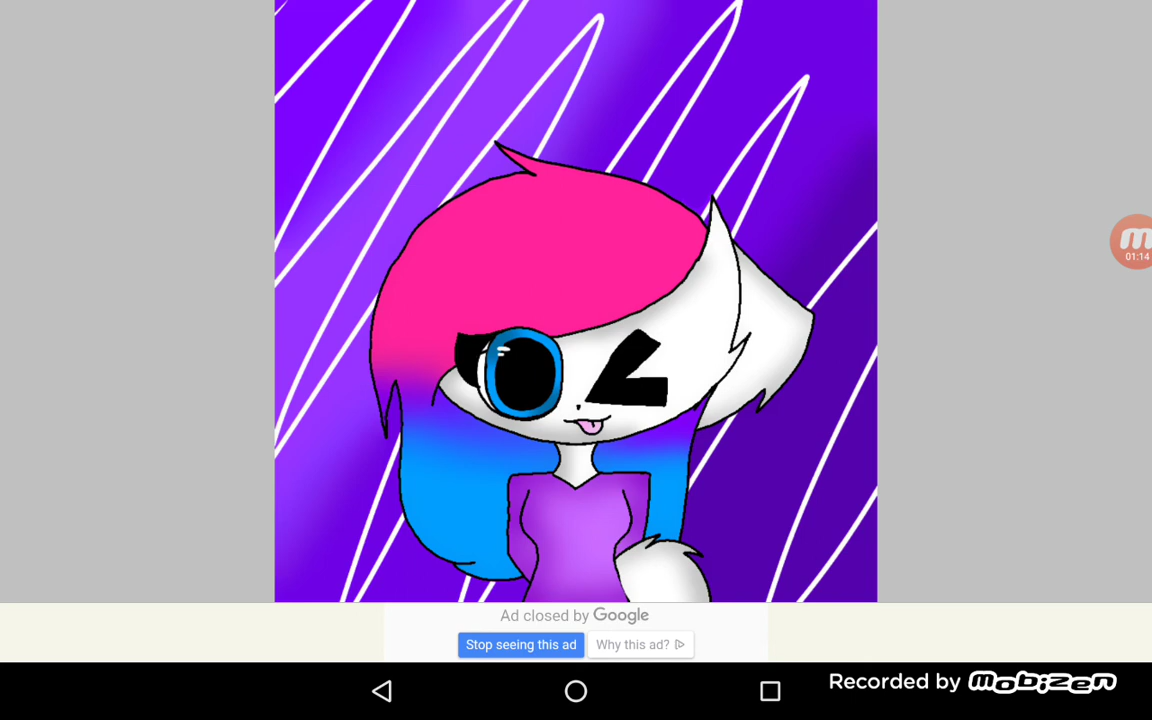 01:14
Ad closed by Google
Stop seeing this ad
Why this ad?
Recorded by mobizen